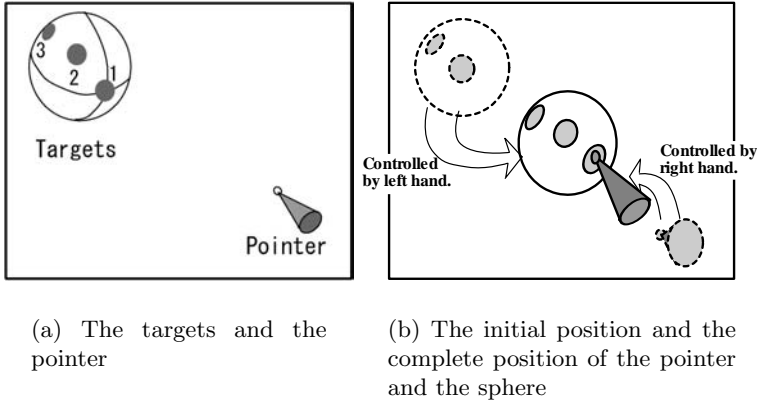 3
2
1
Targets
Pointer
Controlled
by left hand.
Controlled by
right hand.
(a) The targets and the
pointer
(b) The initial position and the
complete position of the pointer
and the sphere